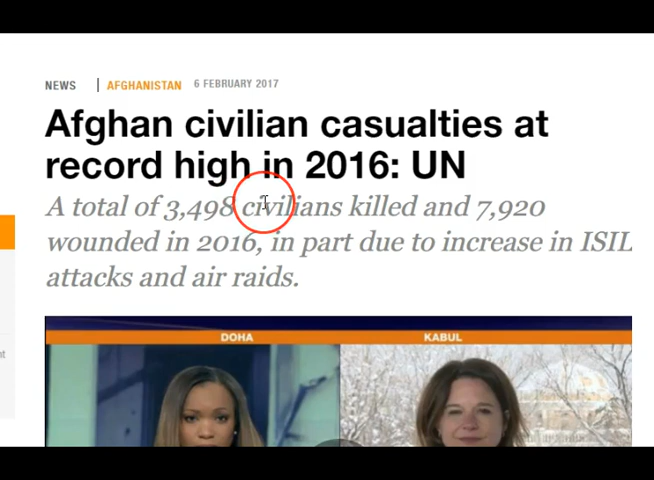 NEWS | AFGHANISTAN 6 FEBRUARY 2017
Afghan civilian casualties at
record high in 2016: UN
A total of 3,498 civilians killed and 7,920
wounded in 2016, in part due to increase in ISIL
attacks and air raids.
nt
DOHA KABUL